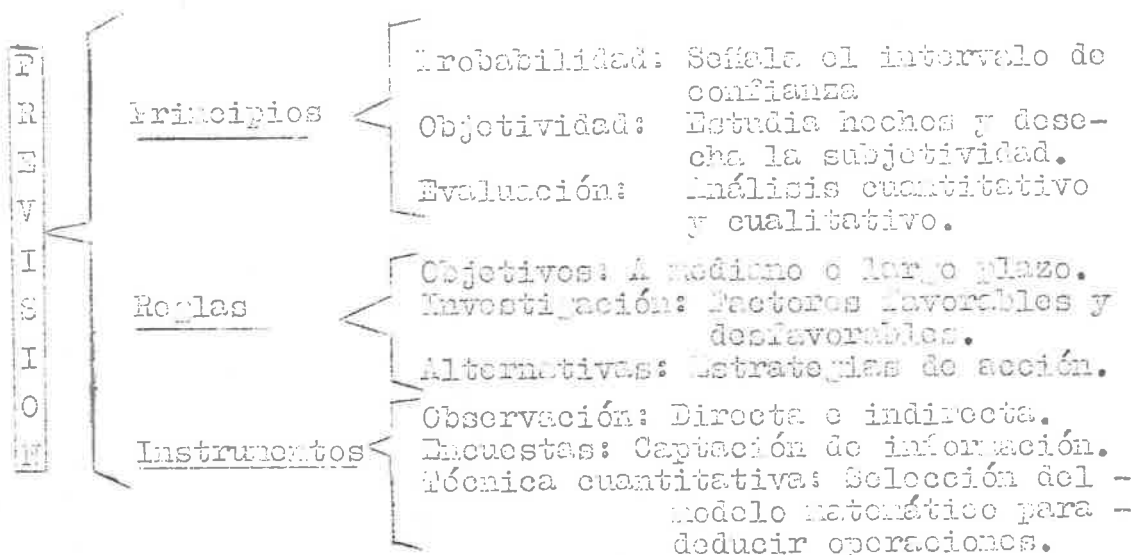 PREVISION
Principios
Probabilidad: Señala el intervalo de
confianza
Objetividad: Estudia hechos y dese-
cha la subjetividad.
Evaluación: Análisis cuantitativo
y cualitativo.
Reglas
Objetivos: A mediano o largo plazo.
Investigación: Factores favorables y
desfavorables.
Alternativas: Estrategias de acción.
Instrumentos
Observación: Directa e indirecta.
Encuestas: Captación de información.
Técnica cuantitativa: Selección del -
modelo matemático para -
deducir operaciones.